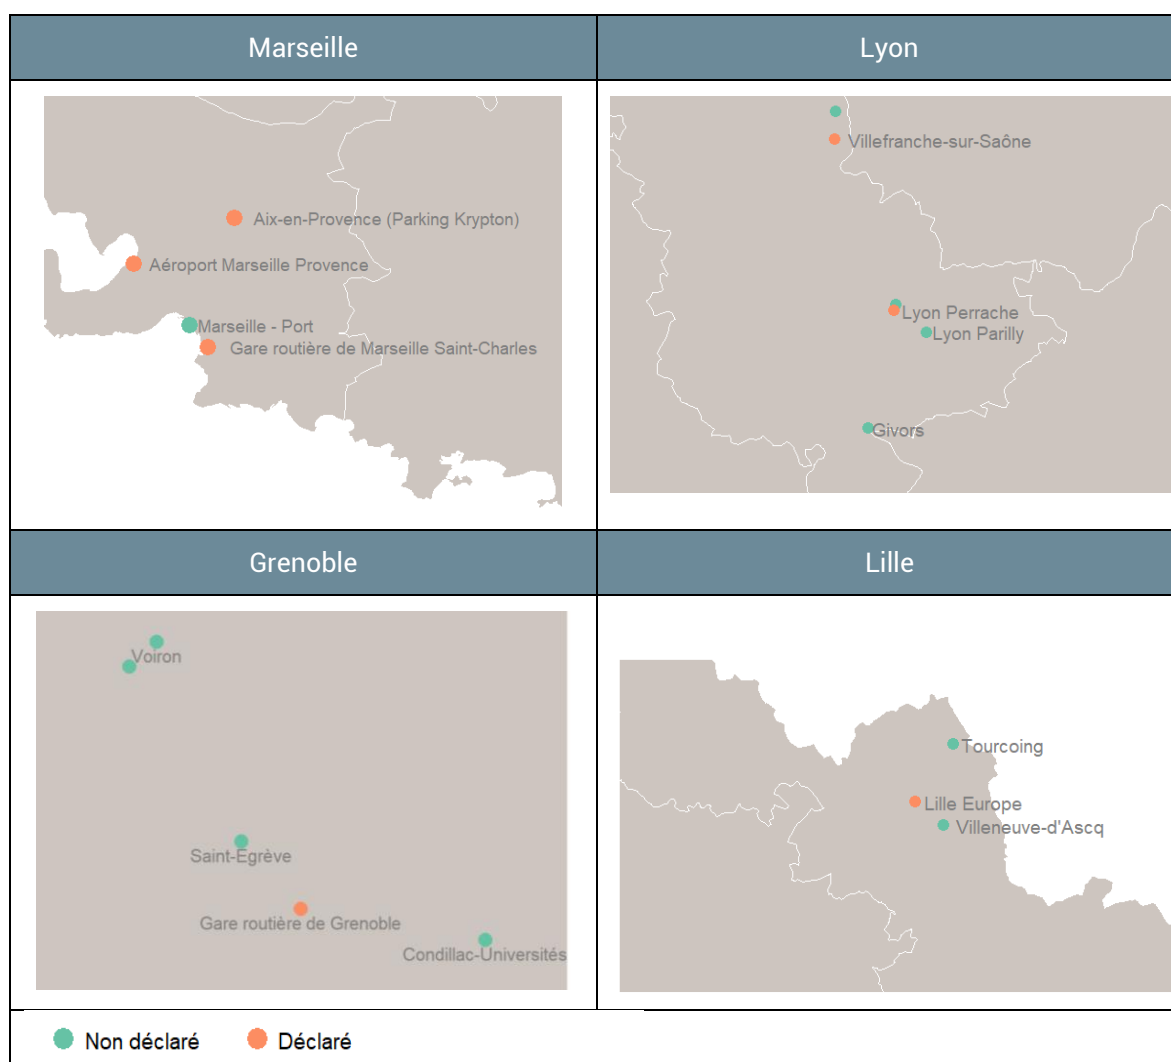 Marseille
Lyon
Aix-en-Provence (Parking Krypton)
Aéroport Marseille Provence
Marseille - Port
Gare routière de Marseille Saint-Charles
Villefranche-sur-Saône
Lyon Perrache
Lyon Parilly
Givors
Grenoble
Lille
Voiron
Saint-Egrève
Gare routière de Grenoble
Condillac-Universités
Tourcoing
Lille Europe
Villeneuve-d'Ascq
Non déclaré
Déclaré